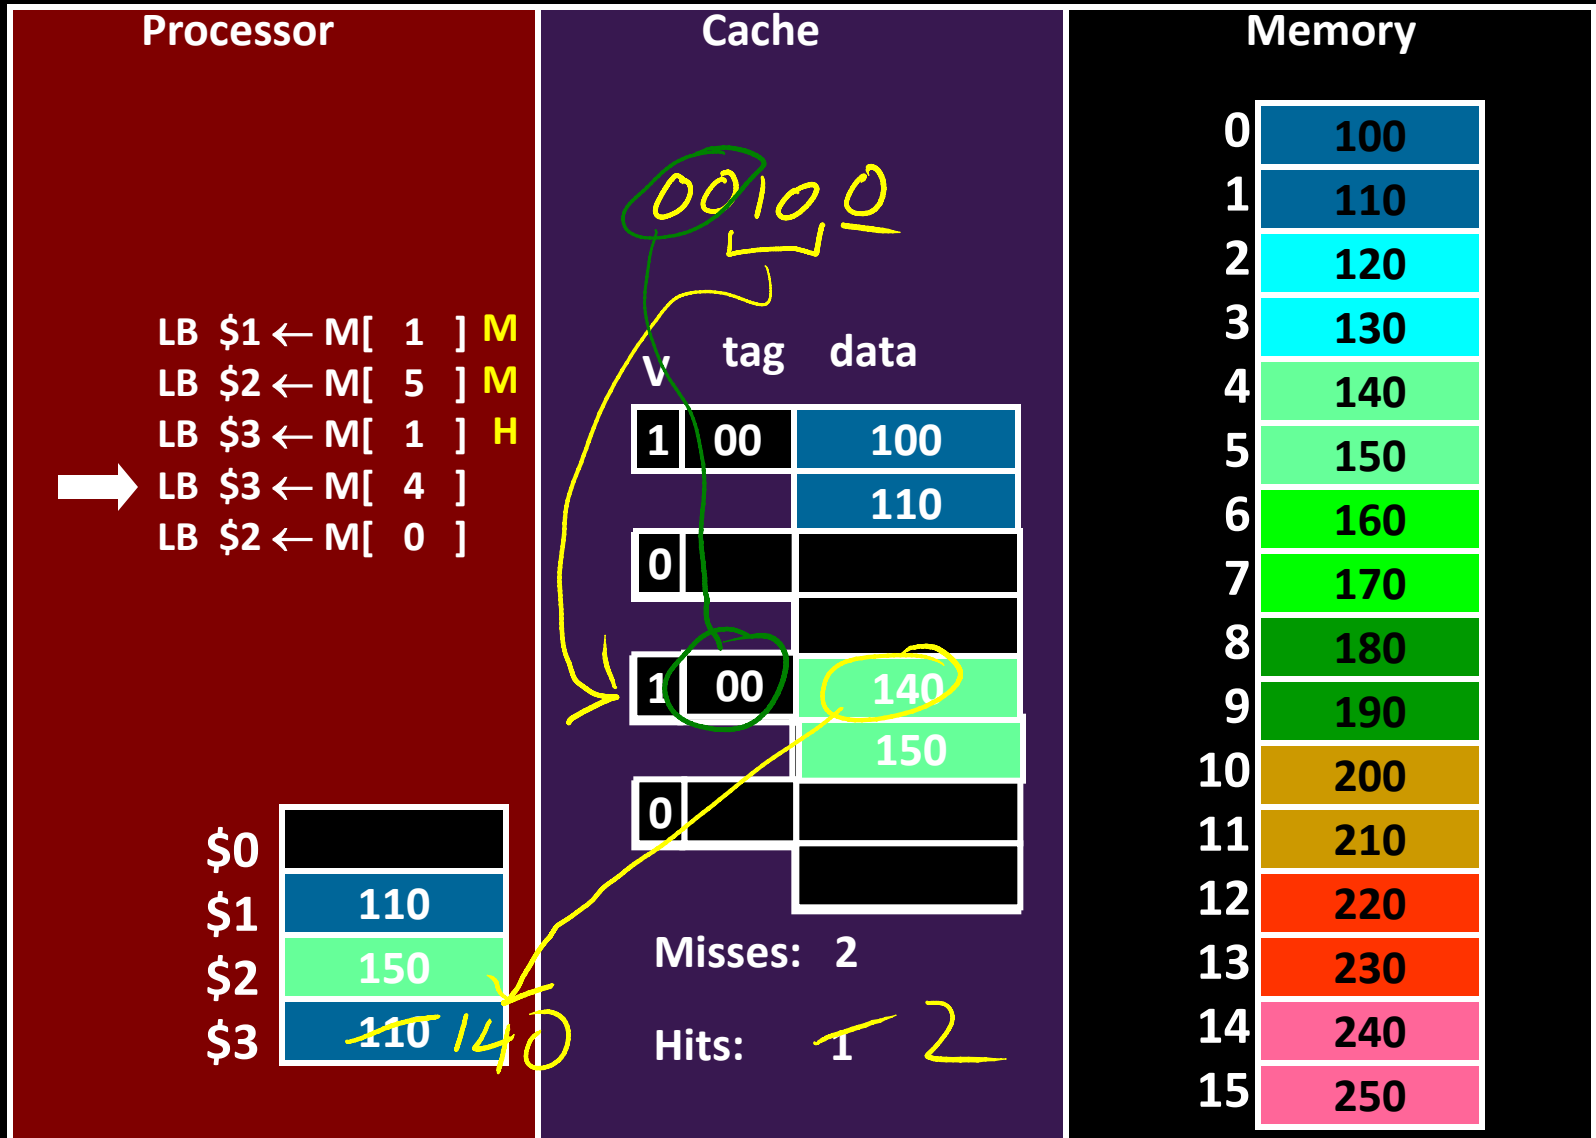 Processor
LB $1 ← M[ 1 ] M
LB $2 ← M[ 5 ] M
LB $3 ← M[ 1 ] H
LB $3 ← M[ 4 ]
LB $2 ← M[ 0 ]
$0
$1 110
$2 150
$3 110 140
Cache
00100
V tag data
1 00 100
110
0
1 00 140
150
0
Misses: 2
Hits: 1 2
Memory
0 100
1 110
2 120
3 130
4 140
5 150
6 160
7 170
8 180
9 190
10 200
11 210
12 220
13 230
14 240
15 250